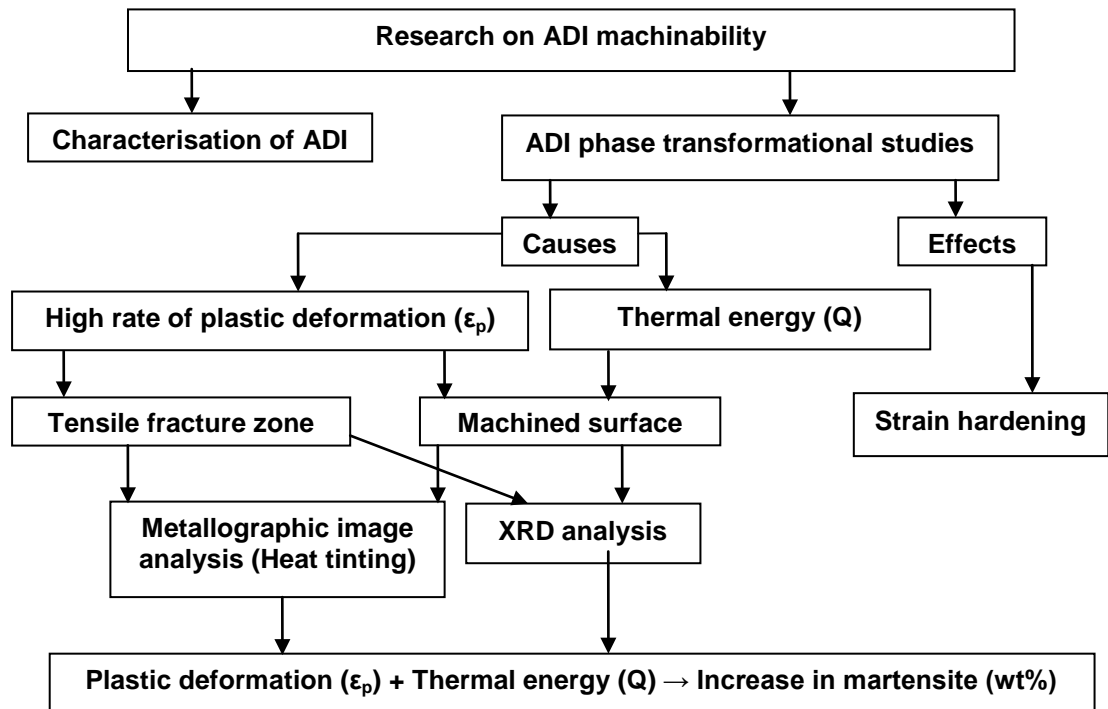 Research on ADI machinability
Characterisation of ADI
ADI phase transformational studies
Causes
Effects
High rate of plastic deformation (εp)
Thermal energy (Q)
Tensile fracture zone
Machined surface
Strain hardening
Metallographic image
analysis (Heat tinting)
XRD analysis
Plastic deformation (εp) + Thermal energy (Q) → Increase in martensite (wt%)